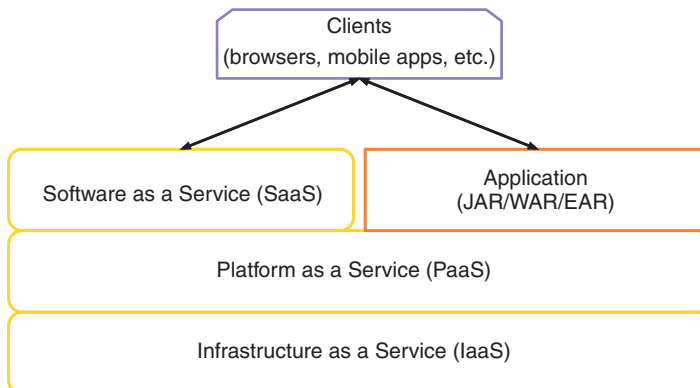 Clients
(browsers, mobile apps, etc.)
Software as a Service (SaaS)
Application
(JAR/WAR/EAR)
Platform as a Service (PaaS)
Infrastructure as a Service (IaaS)